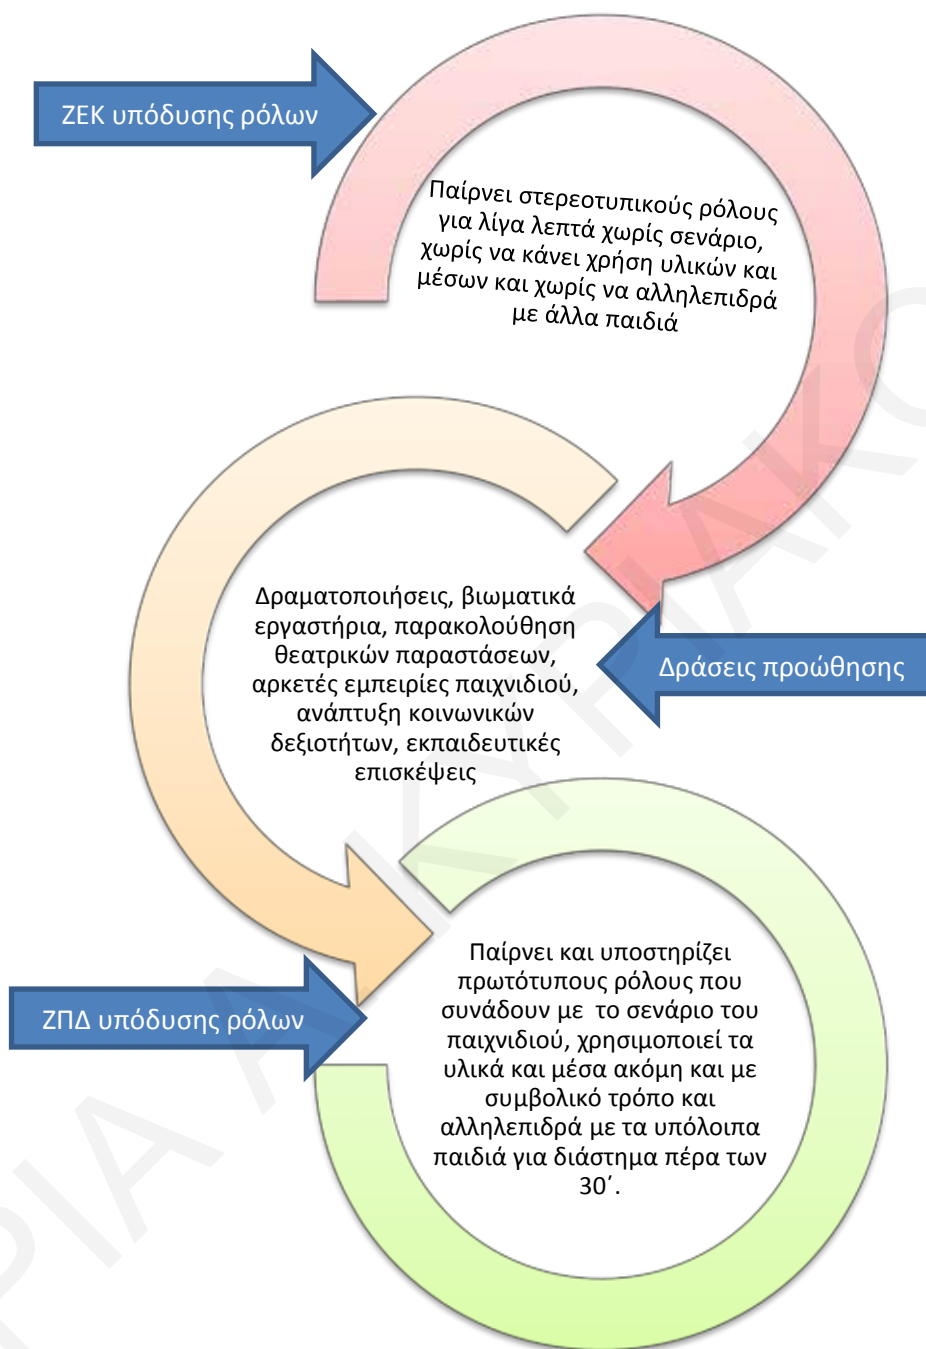 ΖΕΚ υπόδυσης ρόλων
Παίρνει στερεοτυπικούς ρόλους
για λίγα λεπτά χωρίς σενάριο,
χωρίς να κάνει χρήση υλικών και
μέσων και χωρίς να αλληλεπιδρά
με άλλα παιδιά
Δραματοποιήσεις, βιωματικά
εργαστήρια, παρακολούθηση
θεατρικών παραστάσεων,
αρκετές εμπειρίες παιχνιδιού,
ανάπτυξη κοινωνικών
δεξιοτήτων, εκπαιδευτικές
επισκέψεις
Δράσεις προώθησης
ΖΠΔ υπόδυσης ρόλων
Παίρνει και υποστηρίζει
πρωτότυπους ρόλους που
συνάδουν με το σενάριο του
παιχνιδιού, χρησιμοποιεί τα
υλικά και μέσα ακόμη και με
συμβολικό τρόπο και
αλληλεπιδρά με τα υπόλοιπα
παιδιά για διάστημα πέρα των
30΄.